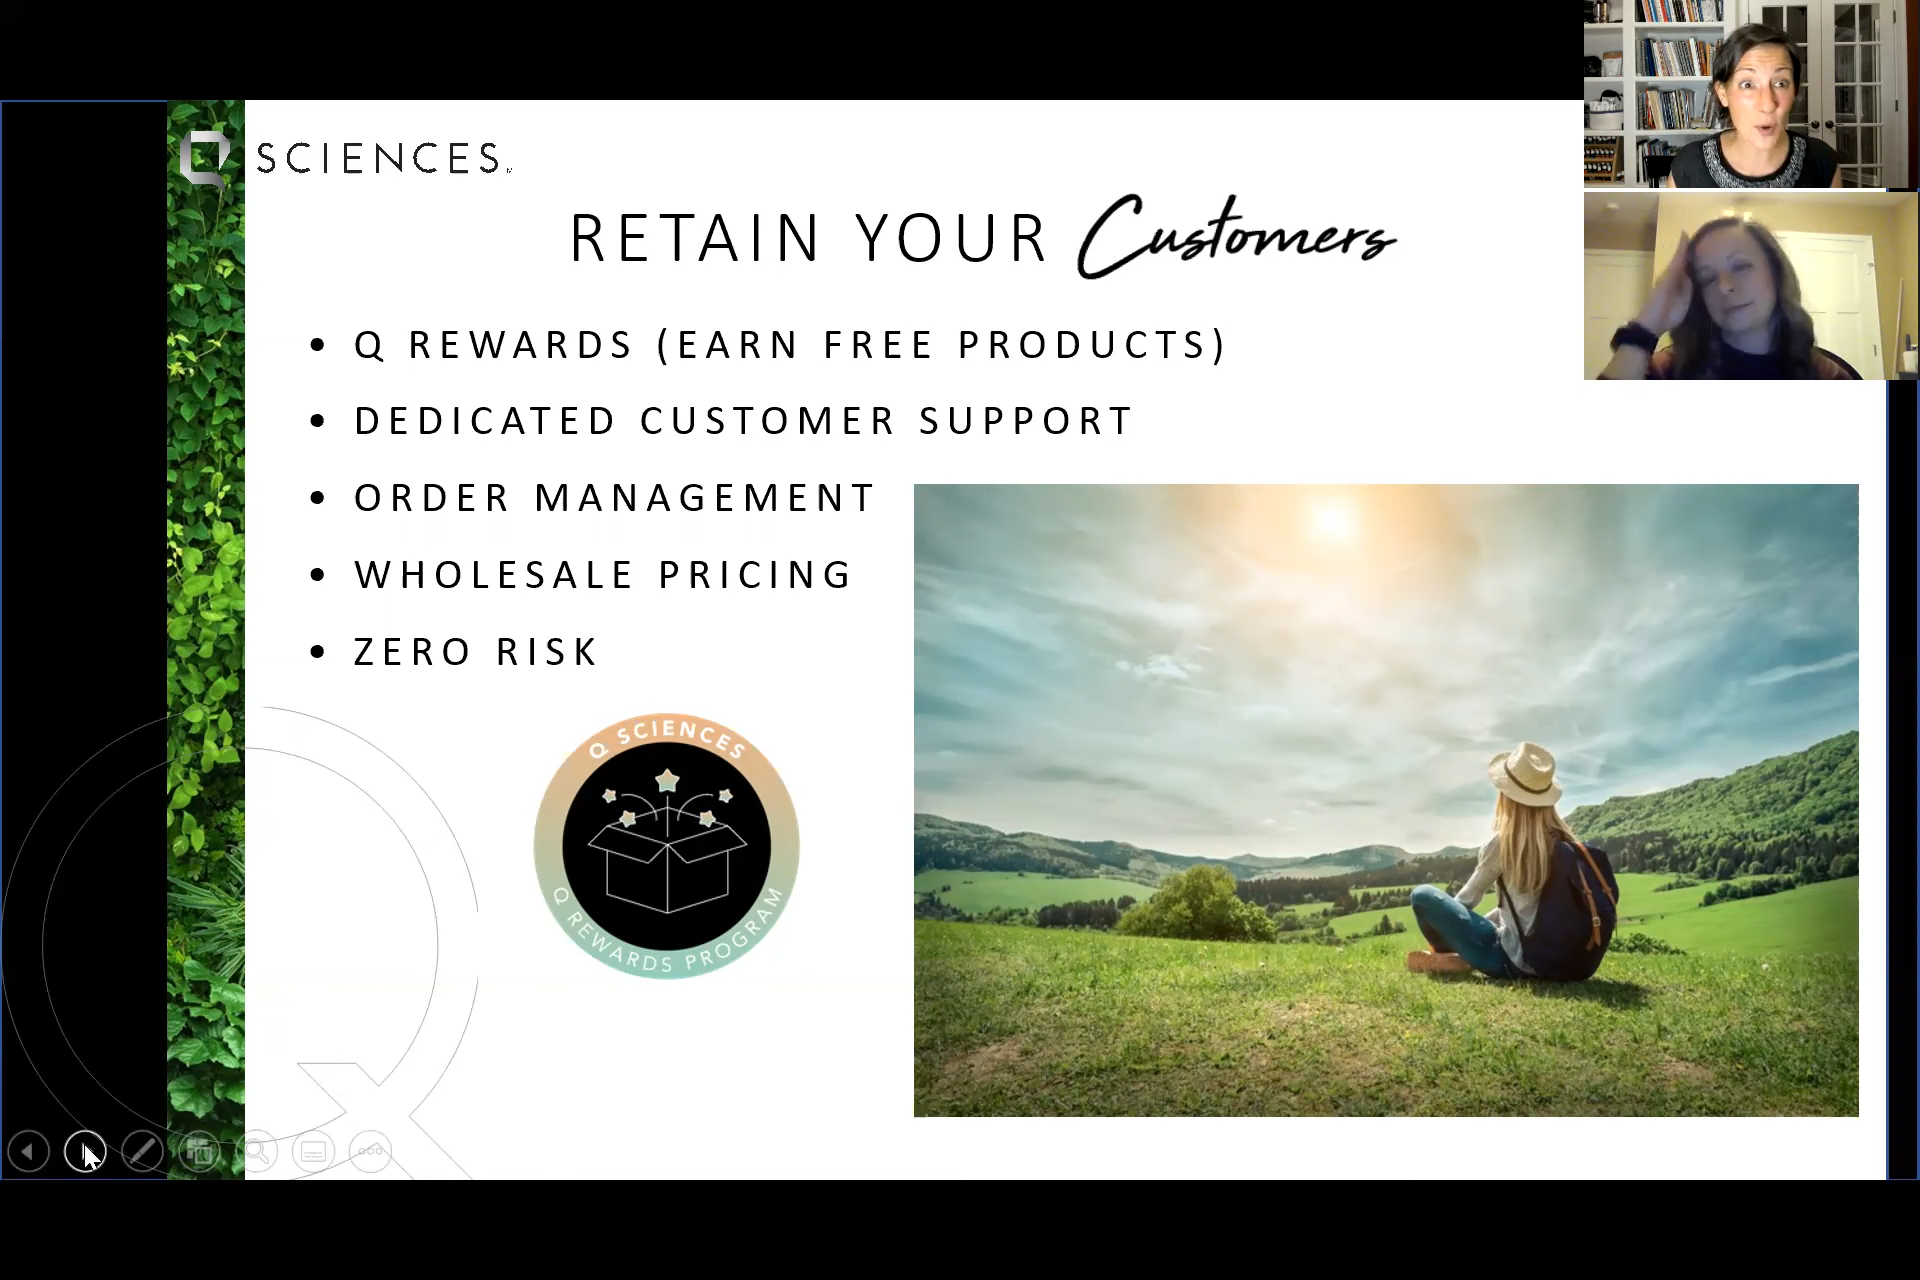 Q SCIENCES
RETAIN YOUR Customers
• Q REWARDS (EARN FREE PRODUCTS)
• DEDICATED CUSTOMER SUPPORT
• ORDER MANAGEMENT
• WHOLESALE PRICING
• ZERO RISK
Q SCIENCES
Q REWARDS PROGRAM